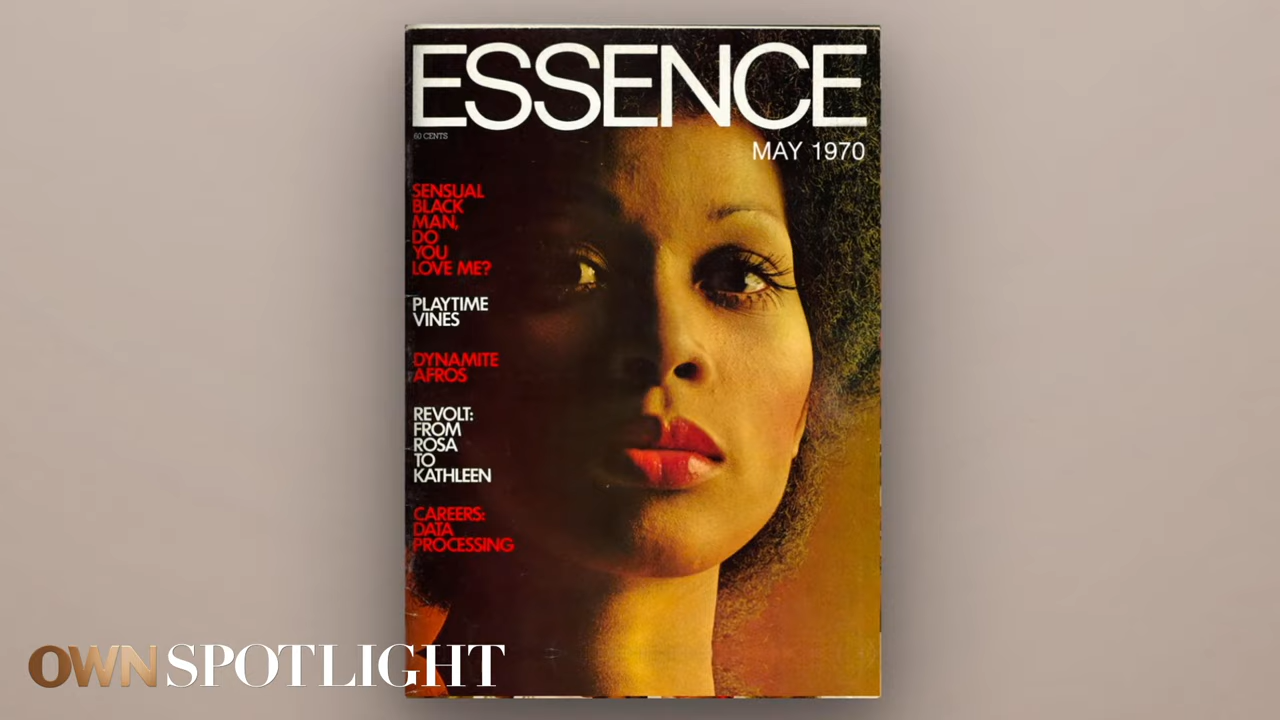 ESSENCE
60 CENTS
MAY 1970
SENSUAL
BLACK
MAN,
DO
YOU
LOVE ME?
PLAYTIME
VINES
DYNAMITE
AFROS
REVOLT:
FROM
ROSA
TO
KATHLEEN
CAREERS:
DATA
PROCESSING
OWN SPOTLIGHT